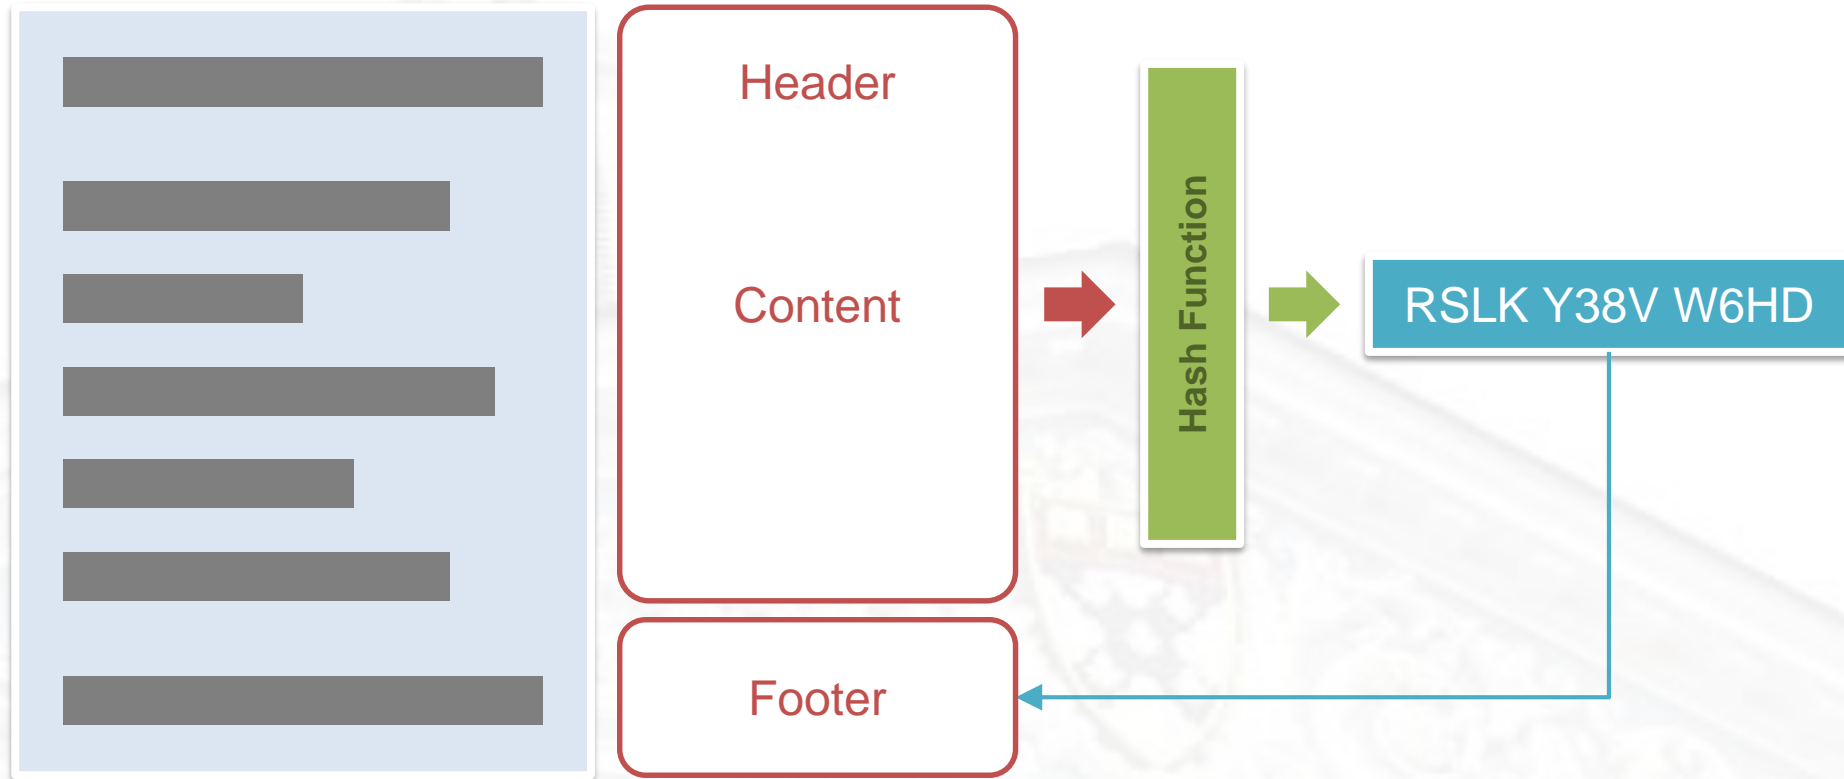 Header
Content
Hash Function
RSLK Y38V W6HD
Footer